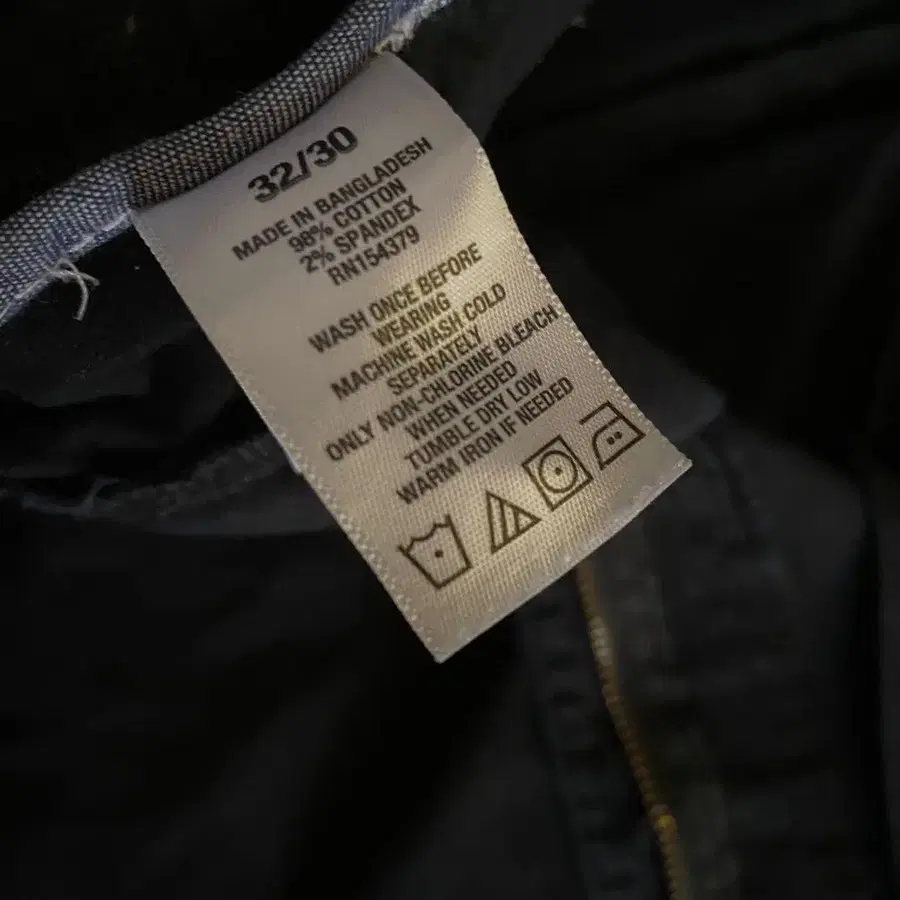 32/30
MADE IN BANGLADESH
98% COTTON
2% SPANDEX
RN154379
WASH ONCE BEFORE
WEARING
MACHINE WASH COLD
SEPARATELY
ONLY NON-CHLORINE BLEACH
WHEN NEEDED
TUMBLE DRY LOW
WARM IRON IF NEEDED